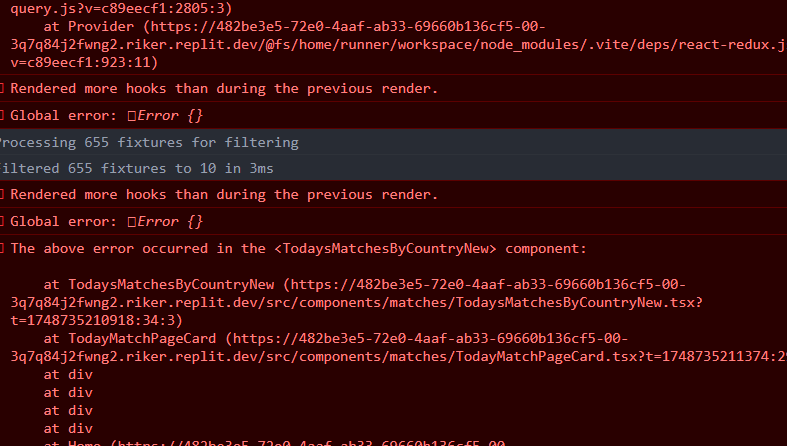 query.js?v=c89eecf1:2805:3)
at Provider (https://482be3e5-72e0-4aaf-ab33-69660b136cf5-00-
3q7q84j2fwng2.riker.replit.dev/@fs/home/runner/workspace/node_modules/.vite/deps/react-redux.j
v=c89eecf1:923:11)
Rendered more hooks than during the previous render.
Global error: Error {}
Processing 655 fixtures for filtering
iltered 655 fixtures to 10 in 3ms
Rendered more hooks than during the previous render.
Global error: Error {}
The above error occurred in the <TodaysMatchesByCountryNew> component:
at TodaysMatchesByCountryNew (https://482be3e5-72e0-4aaf-ab33-69660b136cf5-00-
3q7q84j2fwng2.riker.replit.dev/src/components/matches/TodaysMatchesByCountryNew.tsx?
t=1748735210918:34:3)
at TodayMatchPageCard (https://482be3e5-72e0-4aaf-ab33-69660b136cf5-00-
3q7q84j2fwng2.riker.replit.dev/src/components/matches/TodayMatchPageCard.tsx?t=1748735211374:29
at div
at div
at div
at div
at Home (https://482be3e5-72e0-4aaf-ab33-69660b136cf5-00-